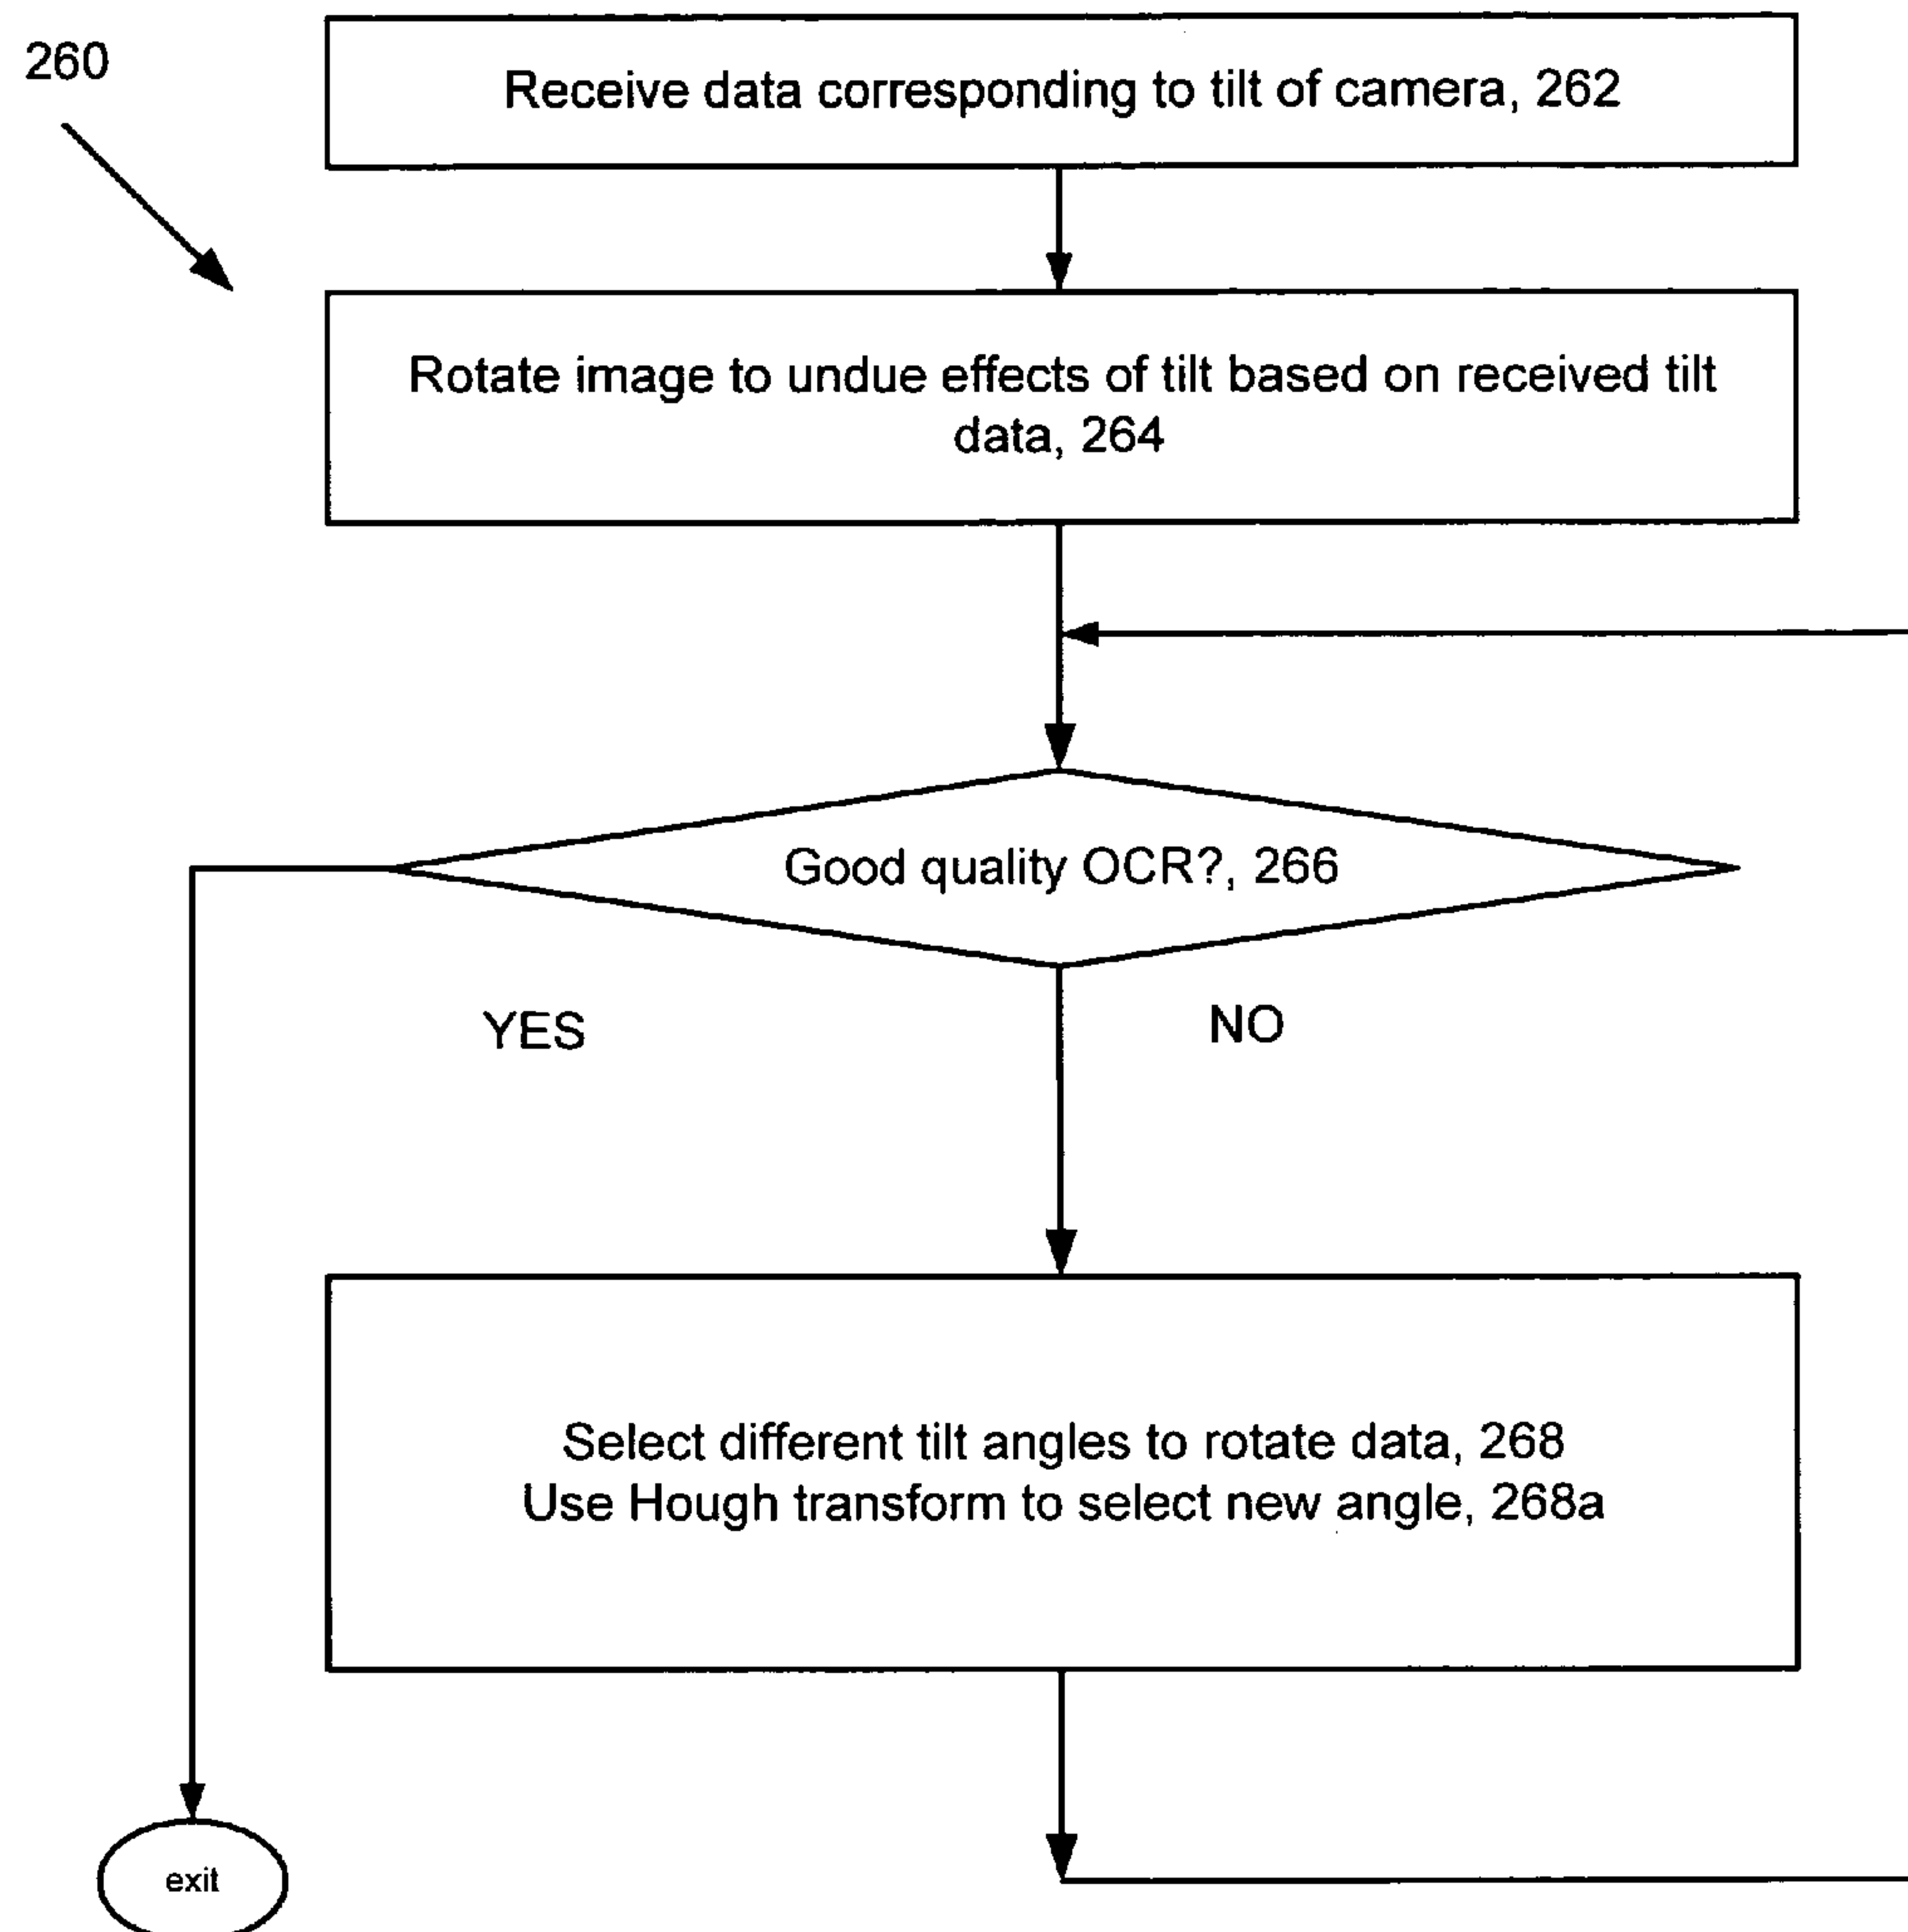 260
Receive data corresponding to tilt of camera, 262
Rotate image to undue effects of tilt based on received tilt
data, 264
Good quality OCR?, 266
YES
NO
Select different tilt angles to rotate data, 268
Use Hough transform to select new angle, 268a
exit